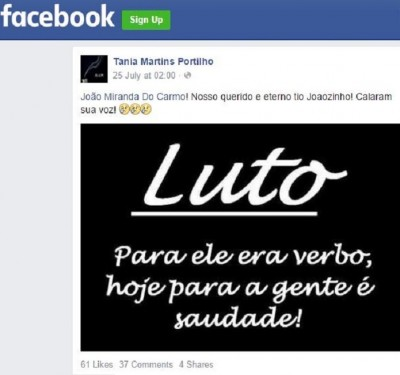 facebook
Sign Up
Tania Martins Portilho
25 July at 02:00 ·
João Miranda Do Carmo! Nosso querido e eterno tio Joaozinho! Calaram
sua voz!
Luto
Para ele era verbo,
hoje para a gente é
saudade!
61 Likes 37 Comments 4 Shares